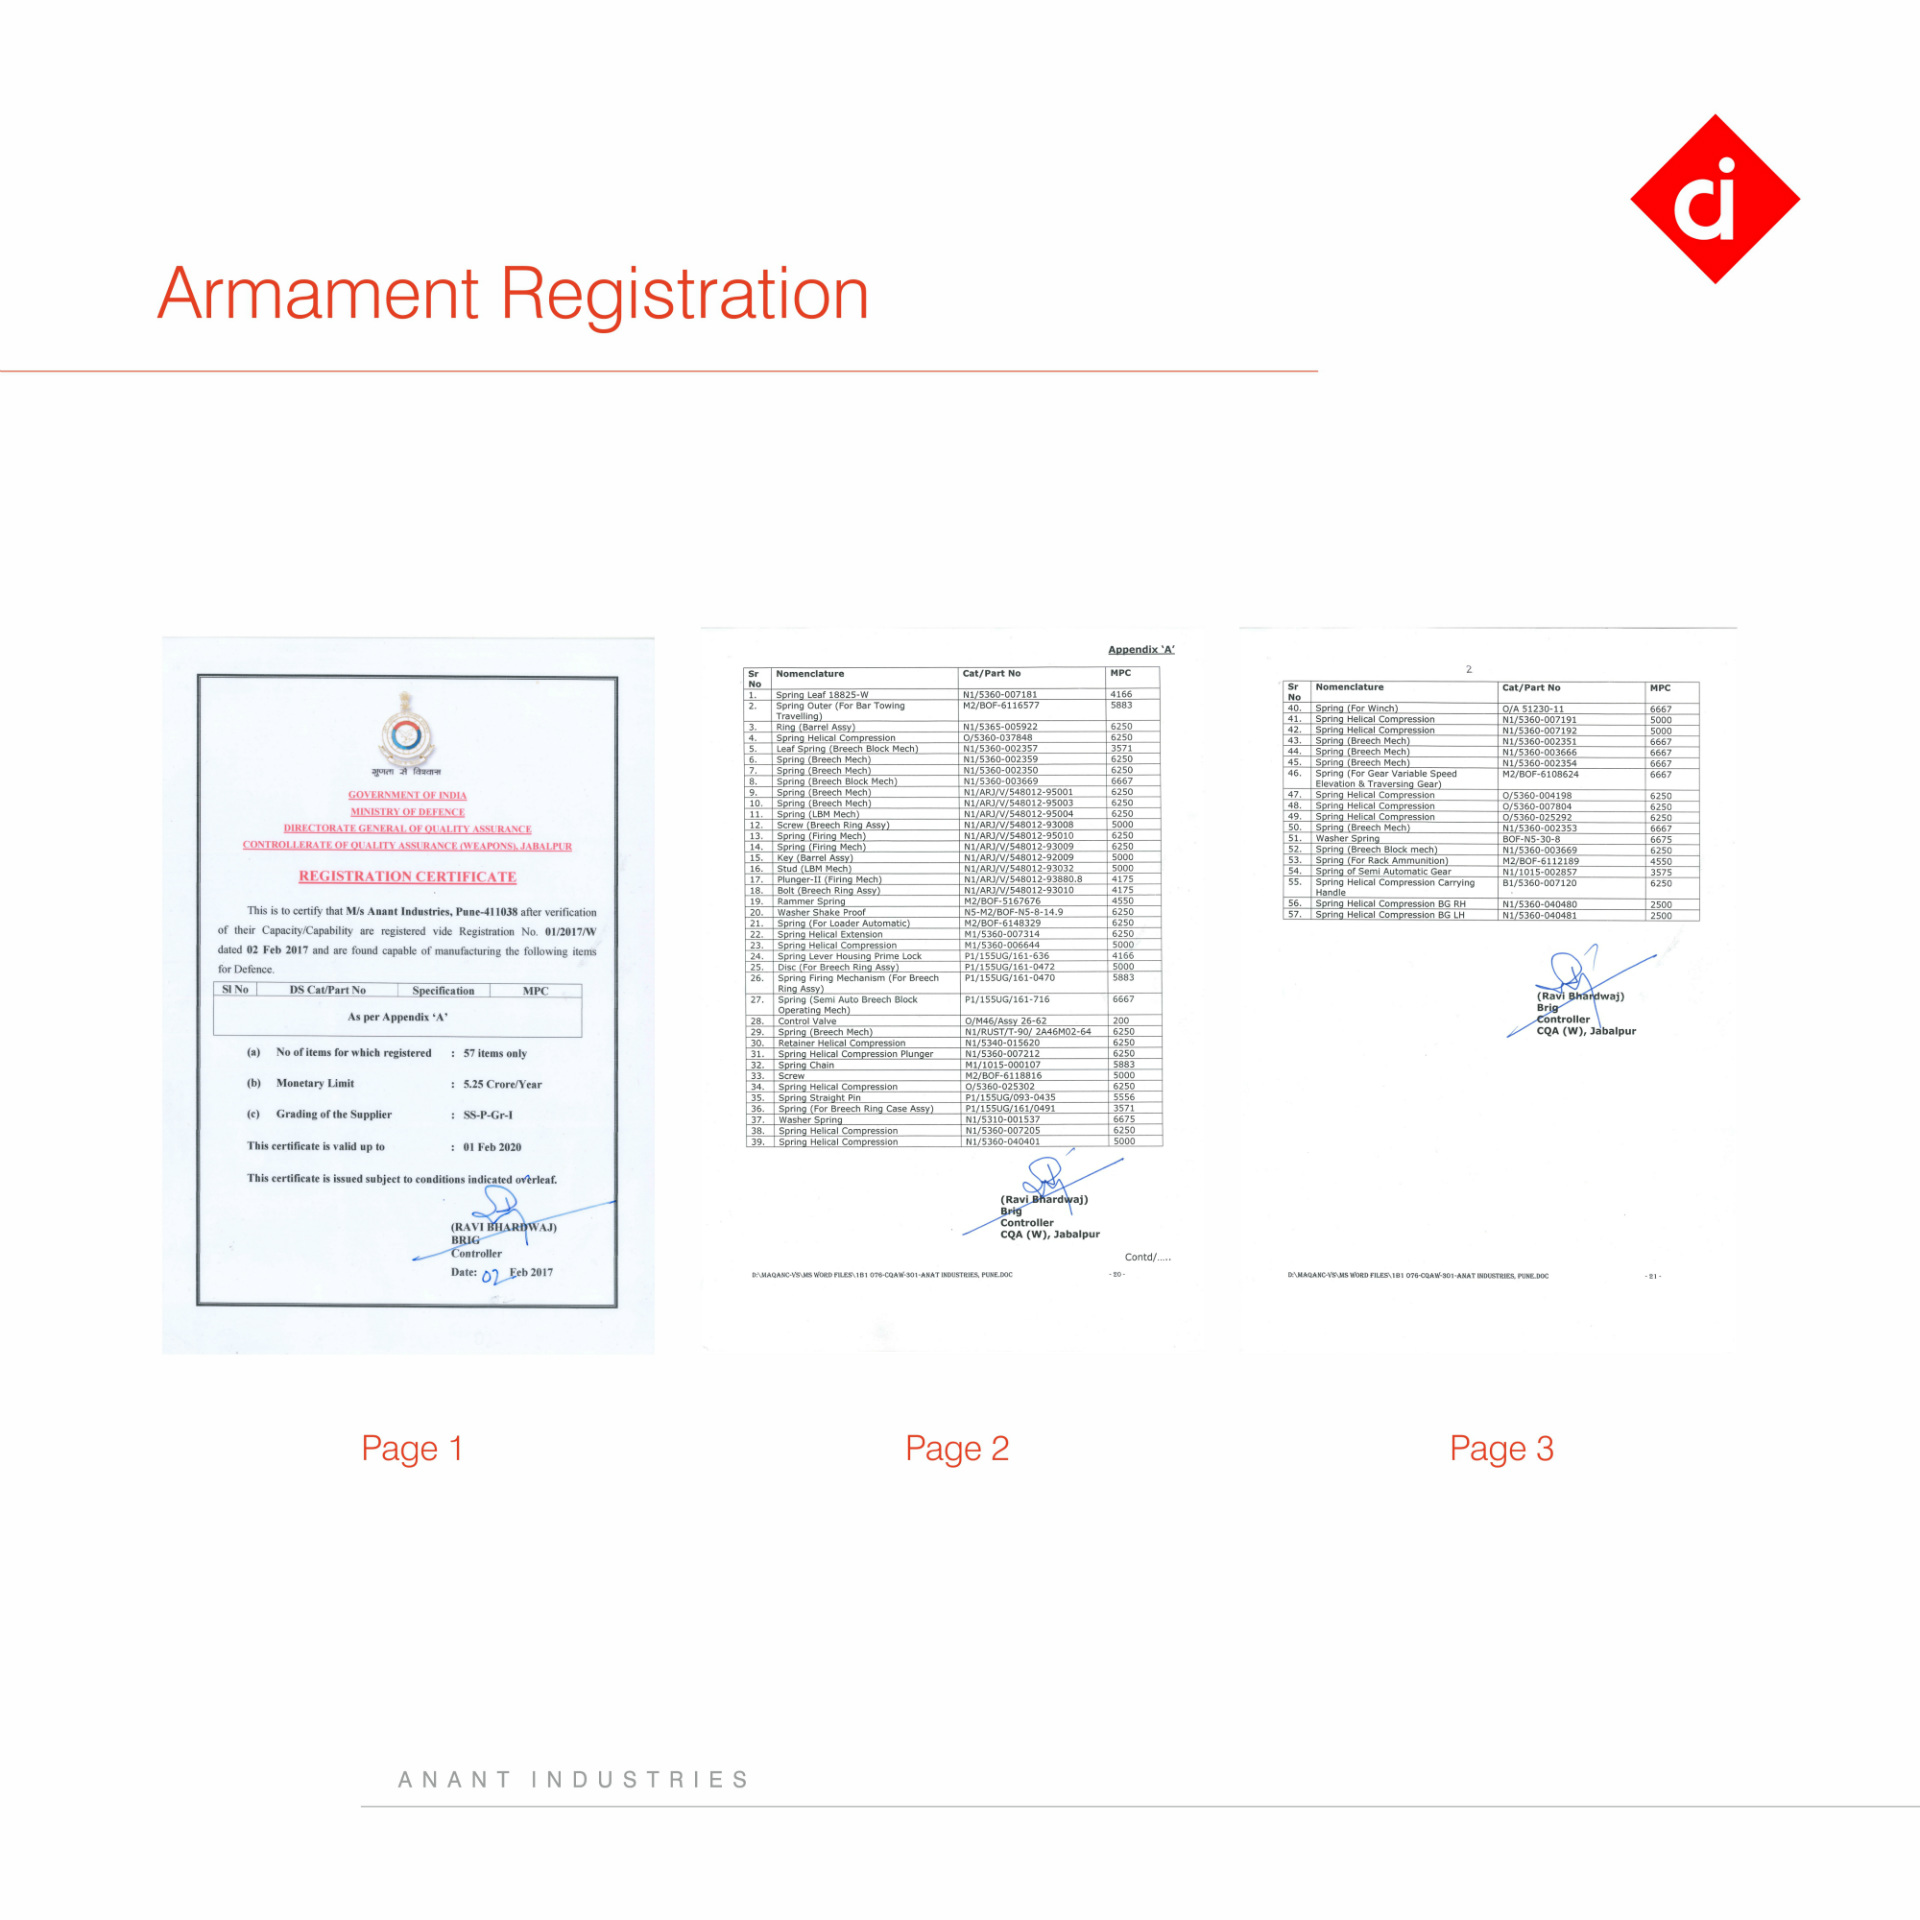 Armament Registration
गुणता से विश्वास
GOVERNMENT OF INDIA
MINISTRY OF DEFENCE
DIRECTORATE GENERAL OF QUALITY ASSURANCE
CONTROLLERATE OF QUALITY ASSURANCE (WEAPONS), JABALPUR
REGISTRATION CERTIFICATE
This is to certify that M/s Anant Industries, Pune-411038 after verification
of their Capacity/Capability are registered vide Registration No. 01/2017/W
dated 02 Feb 2017 and are found capable of manufacturing the following items
for Defence.
Sl No DS Cat/Part No Specification MPC
As per Appendix ‘A’
(a) No of items for which registered : 57 items only
(b) Monetary Limit : 5.25 Crore/Year
(c) Grading of the Supplier : SS-P-Gr-I
This certificate is valid up to : 01 Feb 2020
This certificate is issued subject to conditions indicated overleaf.
(RAVI BHARDWAJ)
BRIG
Controller
Date: 02 Feb 2017
Page 1
Appendix ‘A’
Sr No Nomenclature Cat/Part No MPC
1. Spring Leaf 18825-W N1/5360-007181 4166
2. Spring Outer (For Bar Towing Travelling) M2/BOF-6116577 5883
3. Ring (Barrel Assy) N1/5365-005922 6250
4. Spring Helical Compression O/5360-037848 6250
5. Leaf Spring (Breech Block Mech) N1/5360-002357 3571
6. Spring (Breech Mech) N1/5360-002359 6250
7. Spring (Breech Mech) N1/5360-002350 6250
8. Spring (Breech Block Mech) N1/5360-003669 6667
9. Spring (Breech Mech) N1/ARJ/V/548012-95001 6250
10. Spring (Breech Mech) N1/ARJ/V/548012-95003 6250
11. Spring (LBM Mech) N1/ARJ/V/548012-95004 6250
12. Screw (Breech Ring Assy) N1/ARJ/V/548012-93008 5000
13. Spring (Firing Mech) N1/ARJ/V/548012-95010 6250
14. Spring (Firing Mech) N1/ARJ/V/548012-93009 6250
15. Key (Barrel Assy) N1/ARJ/V/548012-92009 5000
16. Stud (LBM Mech) N1/ARJ/V/548012-93032 5000
17. Plunger-II (Firing Mech) N1/ARJ/V/548012-93880.8 4175
18. Bolt (Breech Ring Assy) N1/ARJ/V/548012-93010 4175
19. Rammer Spring M2/BOF-5167676 4550
20. Washer Shake Proof N5-M2/BOF-N5-8-14.9 6250
21. Spring (For Loader Automatic) M2/BOF-6148329 6250
22. Spring Helical Extension M1/5360-007314 6250
23. Spring Helical Compression M1/5360-006644 5000
24. Spring Lever Housing Prime Lock P1/155UG/161-636 4166
25. Disc (For Breech Ring Assy) P1/155UG/161-0472 5000
26. Spring Firing Mechanism (For Breech Ring Assy) P1/155UG/161-0470 5883
27. Spring (Semi Auto Breech Block Operating Mech) P1/155UG/161-716 6667
28. Control Valve O/M46/Assy 26-62 200
29. Spring (Breech Mech) N1/RUST/T-90/ 2A46M02-64 6250
30. Retainer Helical Compression N1/5340-015620 6250
31. Spring Helical Compression Plunger N1/5360-007212 6250
32. Spring Chain M1/1015-000107 5883
33. Screw M2/BOF-6118816 5000
34. Spring Helical Compression O/5360-025302 6250
35. Spring Straight Pin P1/155UG/093-0435 5556
36. Spring (For Breech Ring Case Assy) P1/155UG/161/0491 3571
37. Washer Spring N1/5310-001537 6675
38. Spring Helical Compression N1/5360-007205 6250
39. Spring Helical Compression N1/5360-040401 5000
(Ravi Bhardwaj)
Brig
Controller
CQA (W), Jabalpur
Contd/.....
D:\MAQANC-VS\MS WORD FILES\1B1 076-CQAW-301-ANAT INDUSTRIES, PUNE.DOC - 20 -
Page 2
2
Sr No Nomenclature Cat/Part No MPC
40. Spring (For Winch) O/A 51230-11 6667
41. Spring Helical Compression N1/5360-007191 5000
42. Spring Helical Compression N1/5360-007192 5000
43. Spring (Breech Mech) N1/5360-002351 6667
44. Spring (Breech Mech) N1/5360-003666 6667
45. Spring (Breech Mech) N1/5360-002354 6667
46. Spring (For Gear Variable Speed Elevation & Traversing Gear) M2/BOF-6108624 6667
47. Spring Helical Compression O/5360-004198 6250
48. Spring Helical Compression O/5360-007804 6250
49. Spring Helical Compression O/5360-025292 6250
50. Spring (Breech Mech) N1/5360-002353 6667
51. Washer Spring BOF-N5-30-8 6675
52. Spring (Breech Block mech) N1/5360-003669 6250
53. Spring (For Rack Ammunition) M2/BOF-6112189 4550
54. Spring of Semi Automatic Gear N1/1015-002857 3575
55. Spring Helical Compression Carrying Handle B1/5360-007120 6250
56. Spring Helical Compression BG RH N1/5360-040480 2500
57. Spring Helical Compression BG LH N1/5360-040481 2500
(Ravi Bhardwaj)
Brig
Controller
CQA (W), Jabalpur
D:\MAQANC-VS\MS WORD FILES\1B1 076-CQAW-301-ANAT INDUSTRIES, PUNE.DOC - 21 -
Page 3
ANANT INDUSTRIES